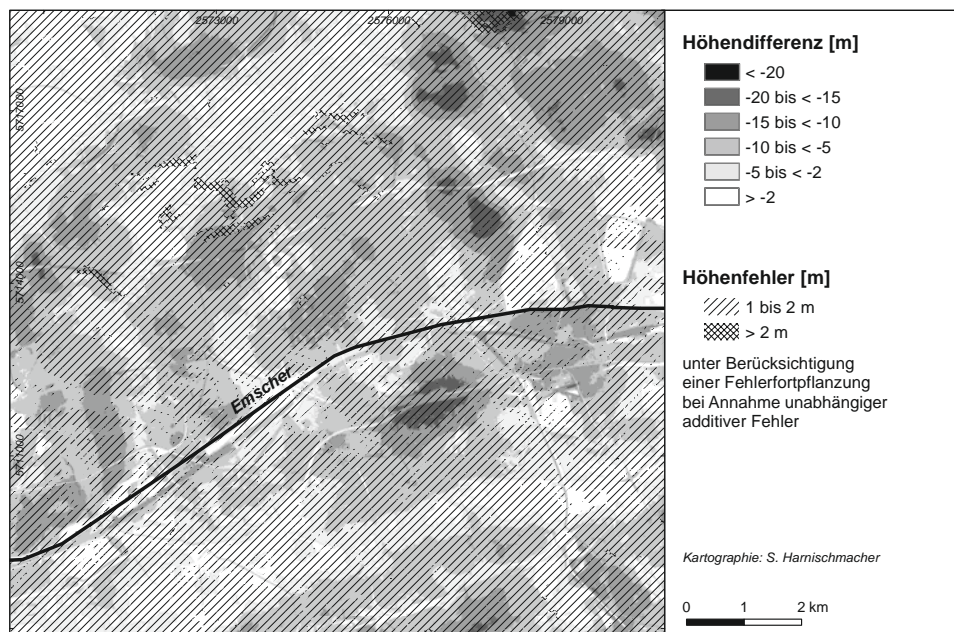 2573000
2576000
2579000
5717000
5714000
5711000
Emscher
Höhendifferenz [m]
< -20
-20 bis < -15
-15 bis < -10
-10 bis < -5
-5 bis < -2
> -2
Höhenfehler [m]
1 bis 2 m
> 2 m
unter Berücksichtigung
einer Fehlerfortpflanzung
bei Annahme unabhängiger
additiver Fehler
Kartographie: S. Harnischmacher
0 1 2 km